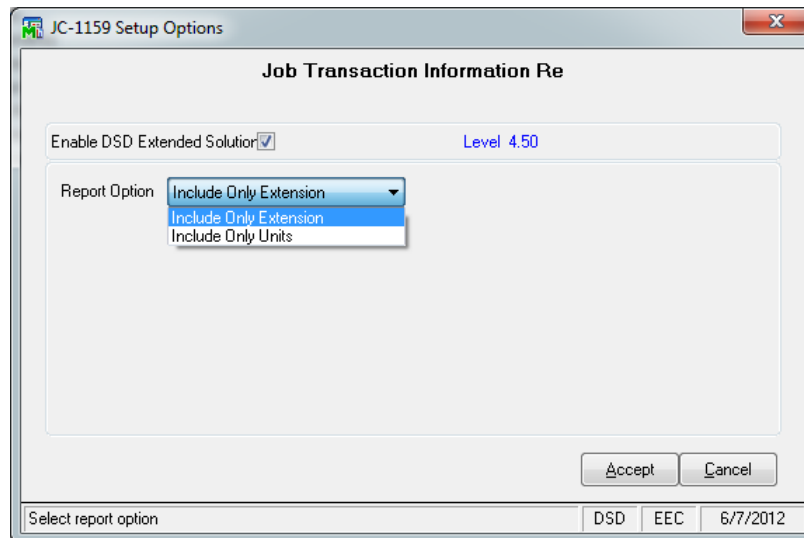 JC-1159 Setup Options
Job Transaction Information Re
Enable DSD Extended Solution
Level 4.50
Report Option
Include Only Extension
Include Only Extension
Include Only Units
Accept
Cancel
Select report option
DSD
EEC
6/7/2012